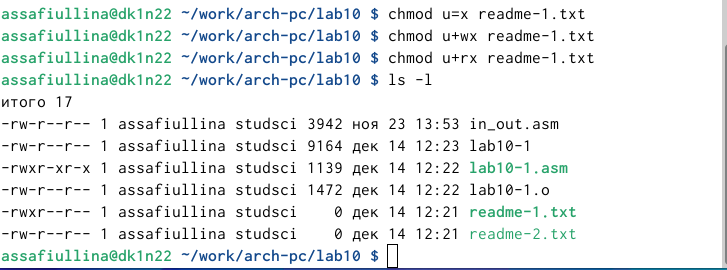 assafiullina@dk1n22 ~/work/arch-pc/lab10 $ chmod u=x readme-1.txt
assafiullina@dk1n22 ~/work/arch-pc/lab10 $ chmod u+wx readme-1.txt
assafiullina@dk1n22 ~/work/arch-pc/lab10 $ chmod u+rx readme-1.txt
assafiullina@dk1n22 ~/work/arch-pc/lab10 $ ls -l
итого 17
-rw-r--r-- 1 assafiullina studsci 3942 ноя 23 13:53 in_out.asm
-rw-r--r-- 1 assafiullina studsci 9164 дек 14 12:23 lab10-1
-rwxr-xr-x 1 assafiullina studsci 1139 дек 14 12:22 lab10-1.asm
-rw-r--r-- 1 assafiullina studsci 1472 дек 14 12:22 lab10-1.o
-rwxr--r-- 1 assafiullina studsci    0 дек 14 12:21 readme-1.txt
-rw-r--r-- 1 assafiullina studsci    0 дек 14 12:21 readme-2.txt
assafiullina@dk1n22 ~/work/arch-pc/lab10 $